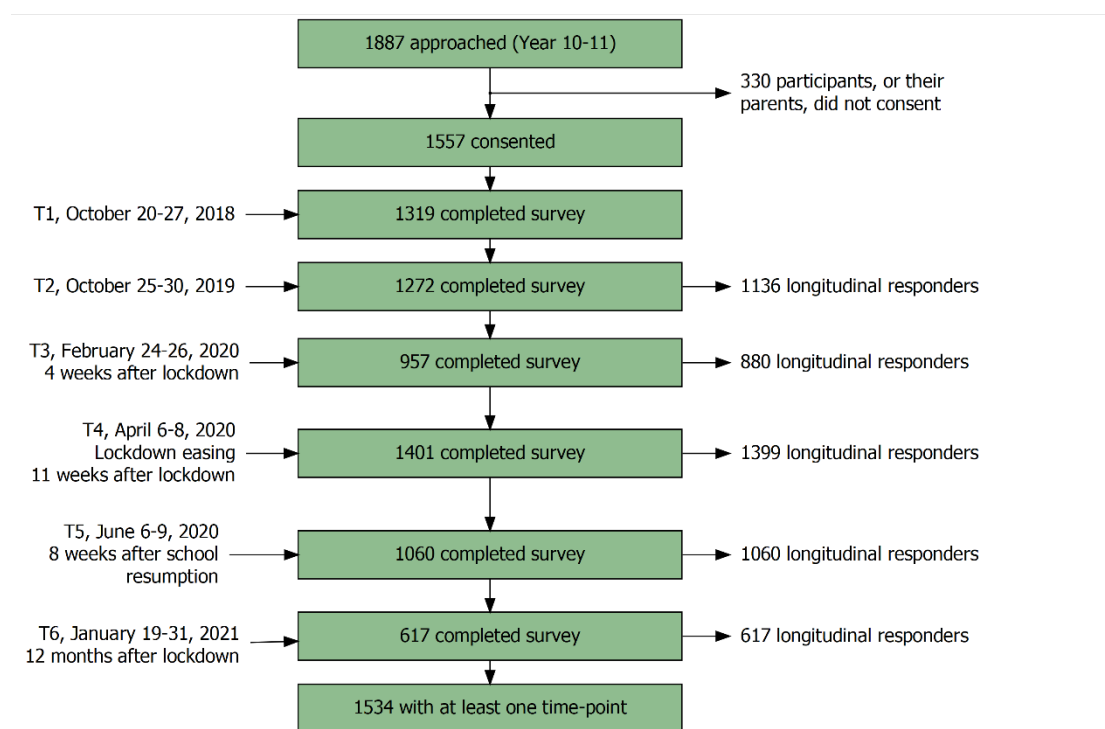 1887 approached (Year 10-11)
330 participants, or their
parents, did not consent
1557 consented
T1, October 20-27, 2018
1319 completed survey
T2, October 25-30, 2019
1272 completed survey
1136 longitudinal responders
T3, February 24-26, 2020
4 weeks after lockdown
957 completed survey
880 longitudinal responders
T4, April 6-8, 2020
Lockdown easing
11 weeks after lockdown
1401 completed survey
1399 longitudinal responders
T5, June 6-9, 2020
8 weeks after school
resumption
1060 completed survey
1060 longitudinal responders
T6, January 19-31, 2021
12 months after lockdown
617 completed survey
617 longitudinal responders
1534 with at least one time-point